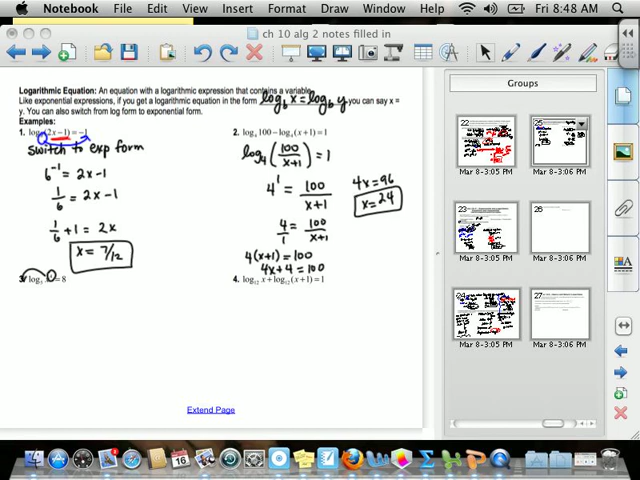 Notebook File Edit View Insert Format Draw Window Help (0:48) Fri 8:48 AM
ch 10 alg 2 notes filled in
Groups
Logarithmic Equation: An equation with a logarithmic expression that contains a variable.
Like exponential expressions, if you get a logarithmic equation in the form log_b x = log_b y you can say x =
y. You can also switch from log form to exponential form.
Examples:
1. log (2x − 1) = −1
switch to exp form
6⁻¹ = 2x − 1
1/6 = 2x − 1
1/6 + 1 = 2x
x = 7/12
2. log₄ 100 − log₄ (x + 1) = 1
log₄ (100/(x+1)) = 1
4¹ = 100/(x+1)
4/1 = 100/(x+1)
4(x+1) = 100
4x + 4 = 100
4x = 96
x = 24
3. = 8
4. log₁₂ x + log₁₂ (x + 1) = 1
Extend Page
22
Mar 8-3:05 PM
25
Mar 8-3:06 PM
23
Mar 8-3:05 PM
26
Mar 8-3:06 PM
24
Mar 8-3:05 PM
27
Mar 8-3:06 PM
16